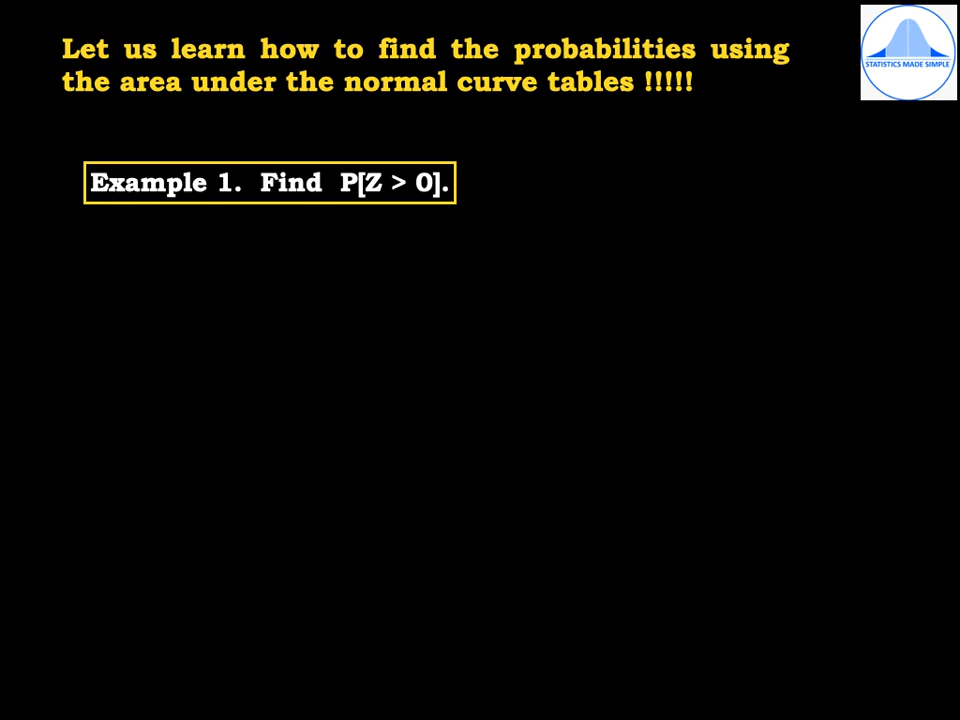 Let us learn how to find the probabilities using
the area under the normal curve tables !!!!!
STATISTICS MADE SIMPLE
Example 1. Find P[Z > 0].